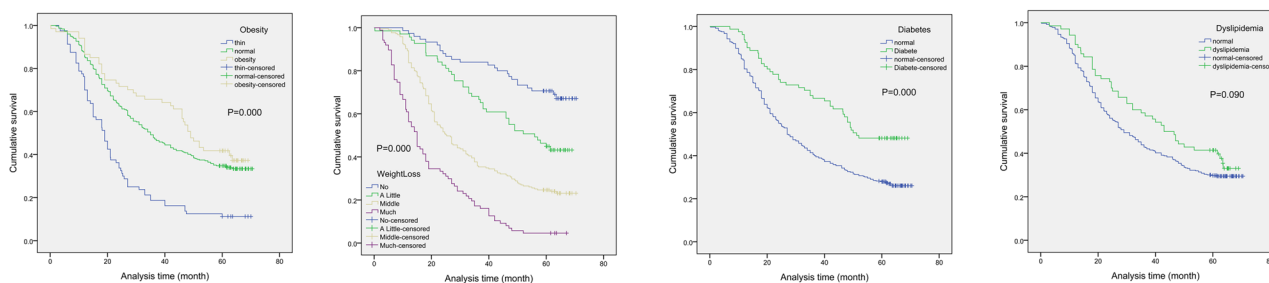 Obesity
thin
normal
obesity
thin-censored
normal-censored
obesity-censored
P=0.000
Cumulative survival
1.0
0.8
0.6
0.4
0.2
0.0
0 20 40 60 80
Analysis time (month)
P=0.000
WeightLoss
No
A Little
Middle
Much
No-censored
A Little-censored
Middle-censored
Much-censored
Cumulative survival
1.0
0.8
0.6
0.4
0.2
0.0
0 20 40 60 80
Analysis time (month)
Diabetes
normal
Diabete
normal-censored
Diabete-censored
P=0.000
Cumulative survival
1.0
0.8
0.6
0.4
0.2
0.0
0 20 40 60 80
Analysis time (month)
Dyslipidemia
normal
dyslipidemia
normal-censored
dyslipidemia-censo
P=0.090
Cumulative survival
1.0
0.8
0.6
0.4
0.2
0.0
0 20 40 60 80
Analysis time (month)